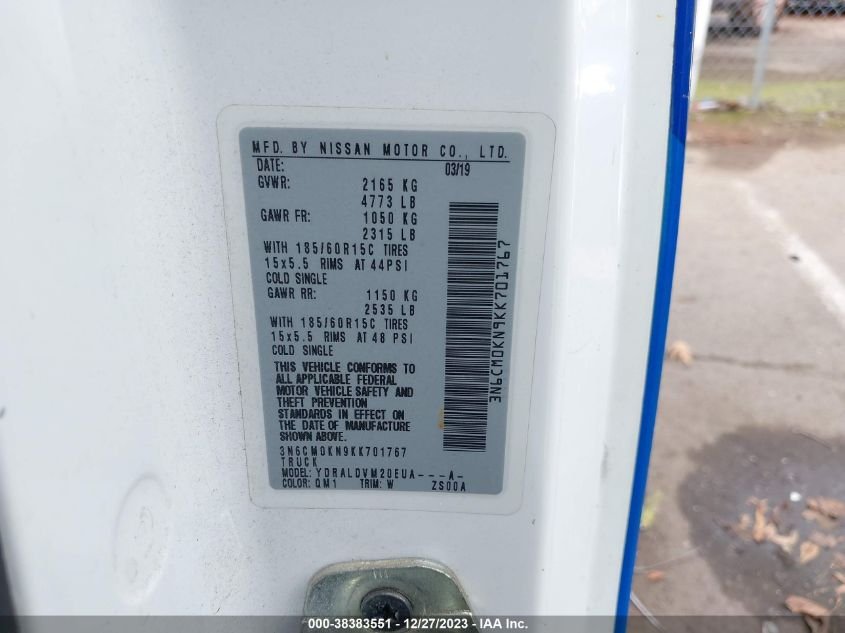 MFD. BY NISSAN MOTOR CO., LTD.
DATE: 03/19
GVWR: 2165 KG
4773 LB
GAWR FR: 1050 KG
2315 LB
WITH 185/60R15C TIRES
15x5.5 RIMS AT 44PSI
COLD SINGLE
GAWR RR: 1150 KG
2535 LB
WITH 185/60R15C TIRES
15x5.5 RIMS AT 48 PSI
COLD SINGLE
THIS VEHICLE CONFORMS TO
ALL APPLICABLE FEDERAL
MOTOR VEHICLE SAFETY AND
THEFT PREVENTION
STANDARDS IN EFFECT ON
THE DATE OF MANUFACTURE
SHOWN ABOVE.
3N6CM0KN9KK701767
TRUCK
MODEL: YDRALDVM20EUA---A-
COLOR: QM1 TRIM: W ZS00A
3N6CM0KN9KK701767
000-38383551 - 12/27/2023 - IAA Inc.